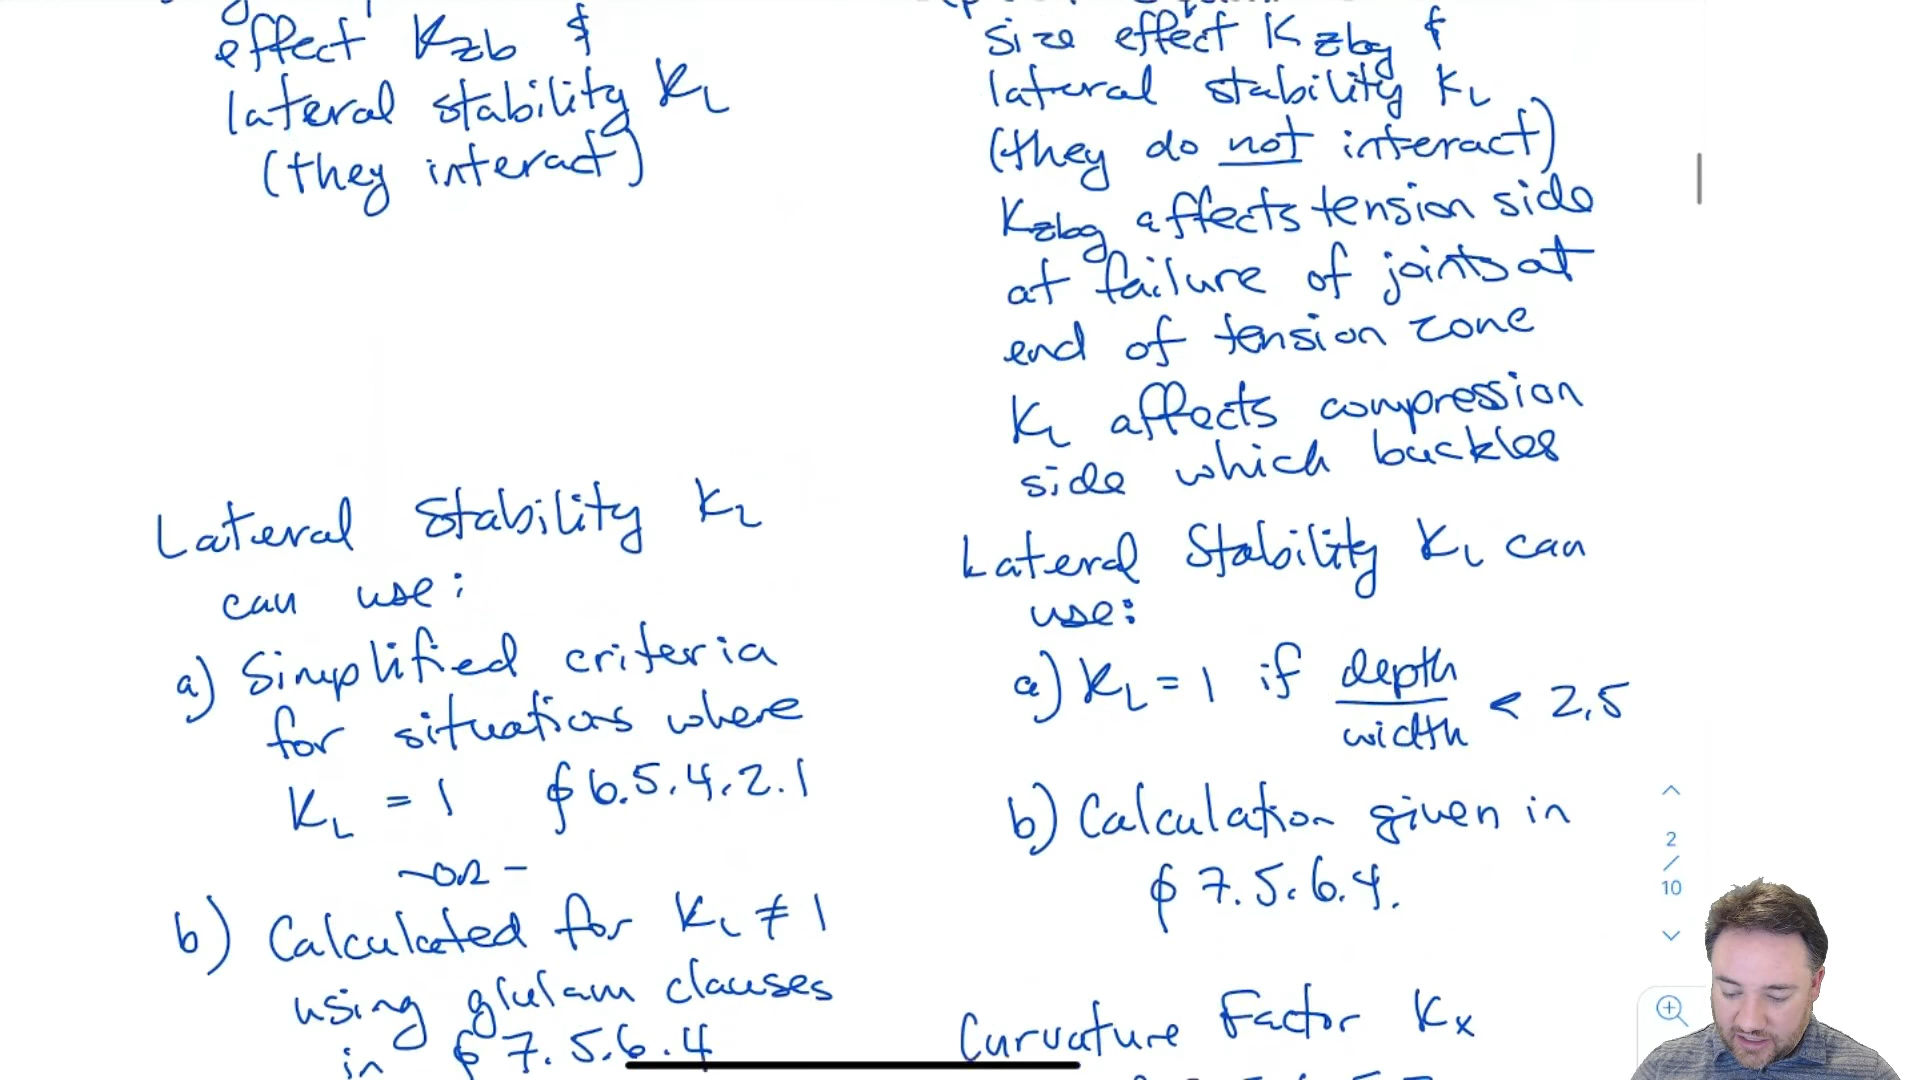 effect Kzb &
lateral stability KL
(they interact)
Lateral Stability KL
can use:
a) Simplified criteria
for situations where
KL = 1 § 6.5.4.2.1
- OR -
b) Calculated for KL ≠ 1
using glulam clauses
in § 7.5.6.4
size effect Kzbg &
lateral stability KL
(they do not interact)
Kzbg affects tension side
at failure of joints at
end of tension zone
KL affects compression
side which buckles
Lateral Stability KL can
use:
a) KL = 1 if depth / width < 2.5
b) Calculation given in
§ 7.5.6.4.
Curvature Factor Kx
2
/
10